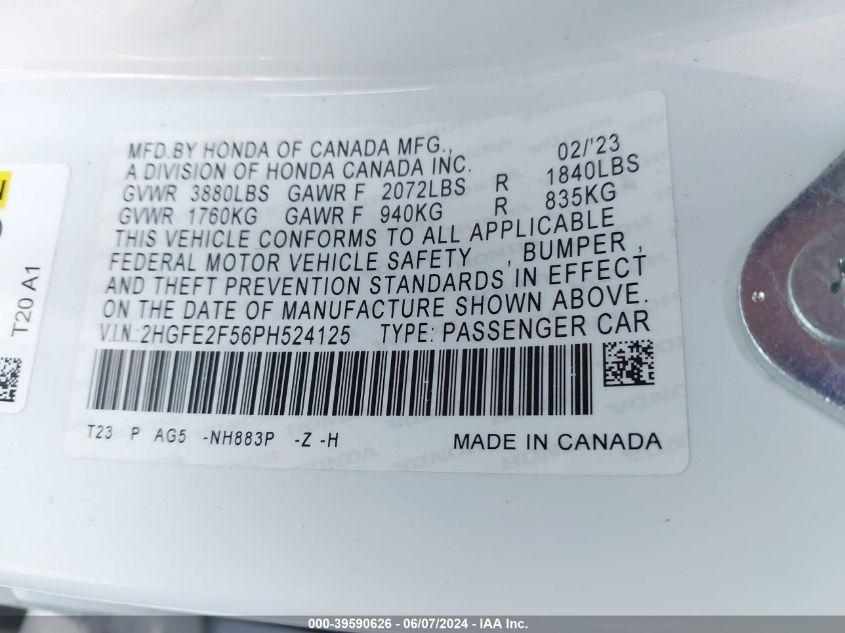 MFD.BY HONDA OF CANADA MFG., 02/'23
A DIVISION OF HONDA CANADA INC.
GVWR 3880LBS GAWR F 2072LBS R 1840LBS
GVWR 1760KG GAWR F 940KG R 835KG
THIS VEHICLE CONFORMS TO ALL APPLICABLE
FEDERAL MOTOR VEHICLE SAFETY , BUMPER ,
AND THEFT PREVENTION STANDARDS IN EFFECT
ON THE DATE OF MANUFACTURE SHOWN ABOVE.
V.I.N.:2HGFE2F56PH524125 TYPE: PASSENGER CAR
T23 P AG5 -NH883P -Z -H MADE IN CANADA
T20 A1
000-39590626 - 06/07/2024 - IAA Inc.